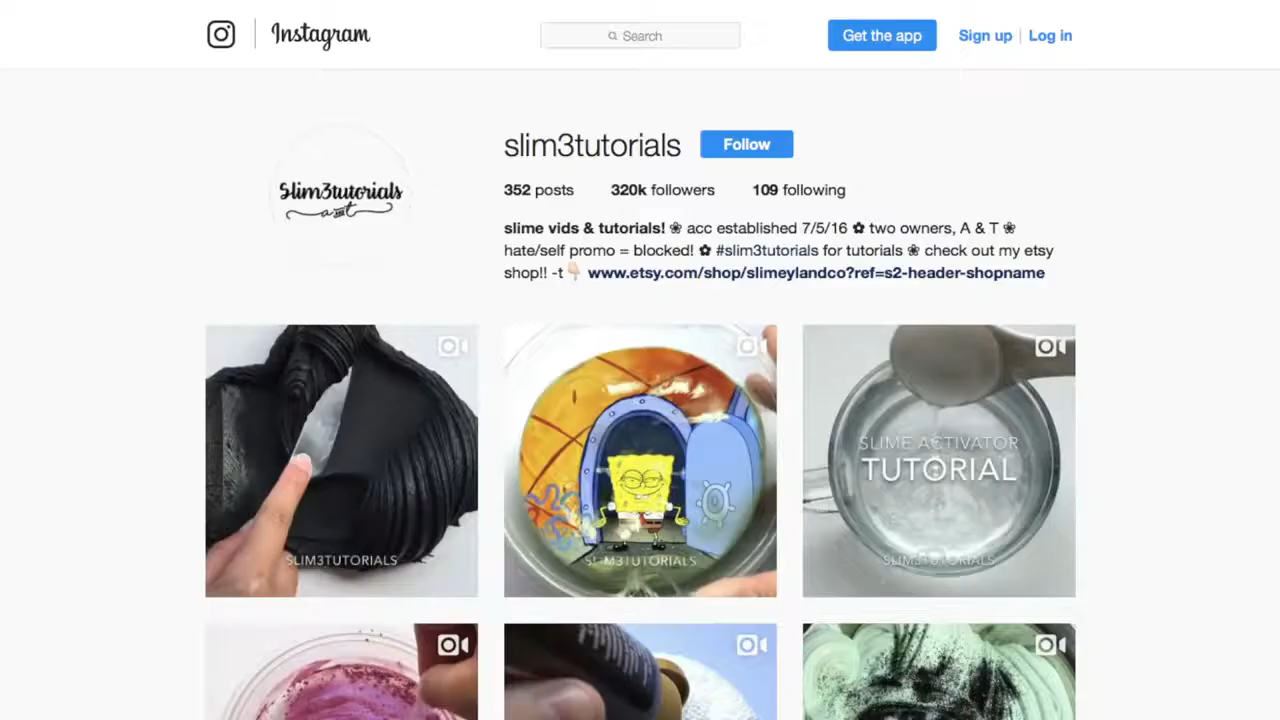 Instagram
Search
Get the app
Sign up | Log in
Slim3tutorials
slim3tutorials Follow
352 posts 320k followers 109 following
slime vids & tutorials! ❀ acc established 7/5/16 ✿ two owners, A & T ❀
hate/self promo = blocked! ✿ #slim3tutorials for tutorials ❀ check out my etsy
shop!! -t👇🏻 www.etsy.com/shop/slimeylandco?ref=s2-header-shopname
SLIME ACTIVATOR
TUTORIAL
SLIM3TUTORIALS
SLIM3TUTORIALS
SLIM3TUTORIALS